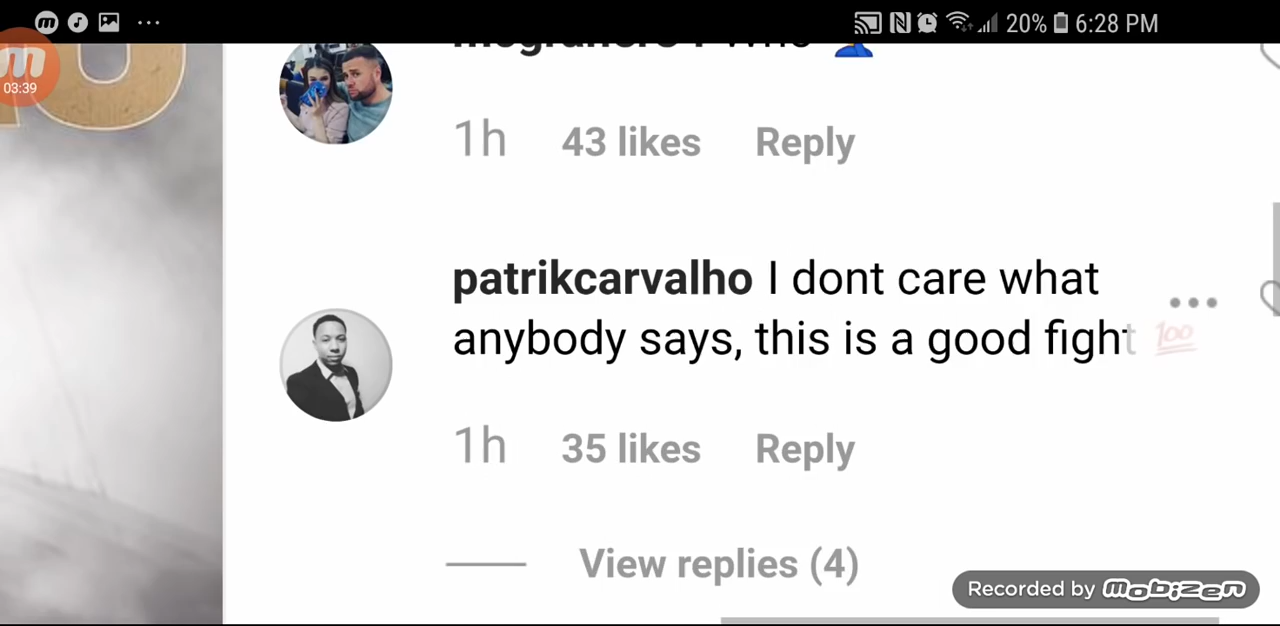 20% 6:28 PM
03:39
1h 43 likes Reply
patrikcarvalho I dont care what
anybody says, this is a good fight 💯
1h 35 likes Reply
View replies (4)
Recorded by mobizen